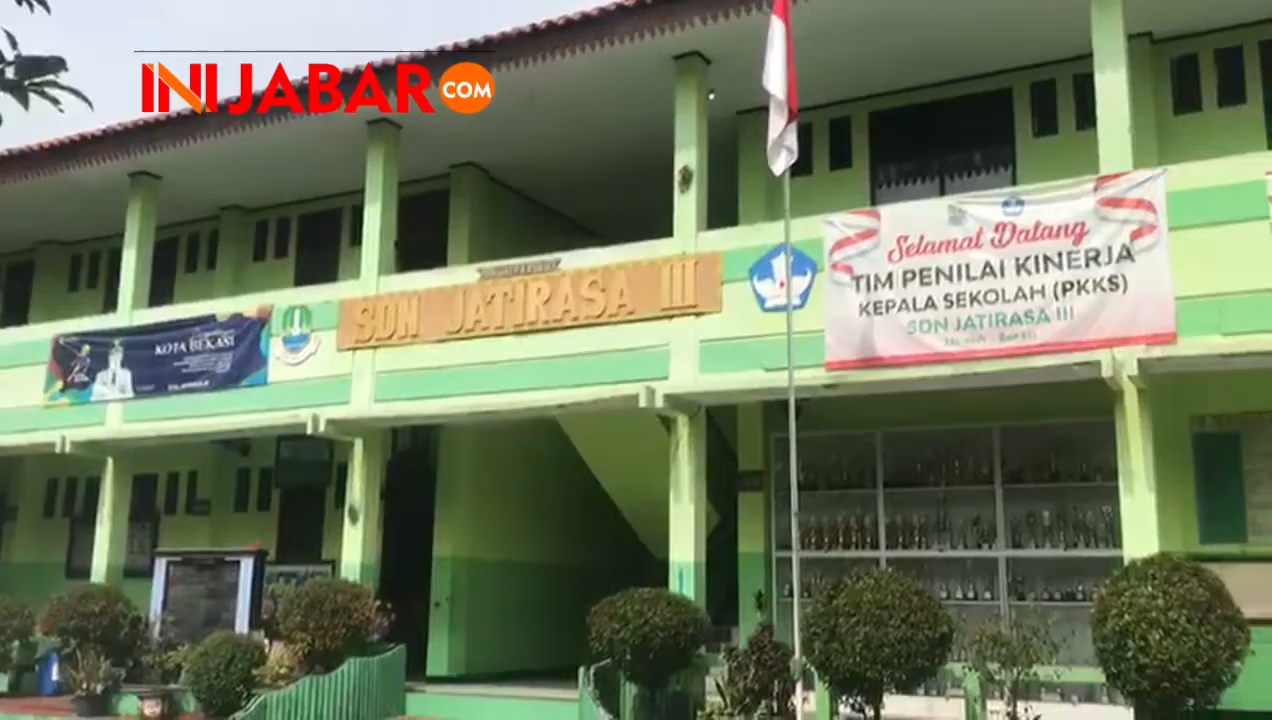 INIJABAR.COM
SDN JATIRASA III
KOTA BEKASI
Selamat Datang
TIM PENILAI KINERJA
KEPALA SEKOLAH (PKKS)
SDN JATIRASA III